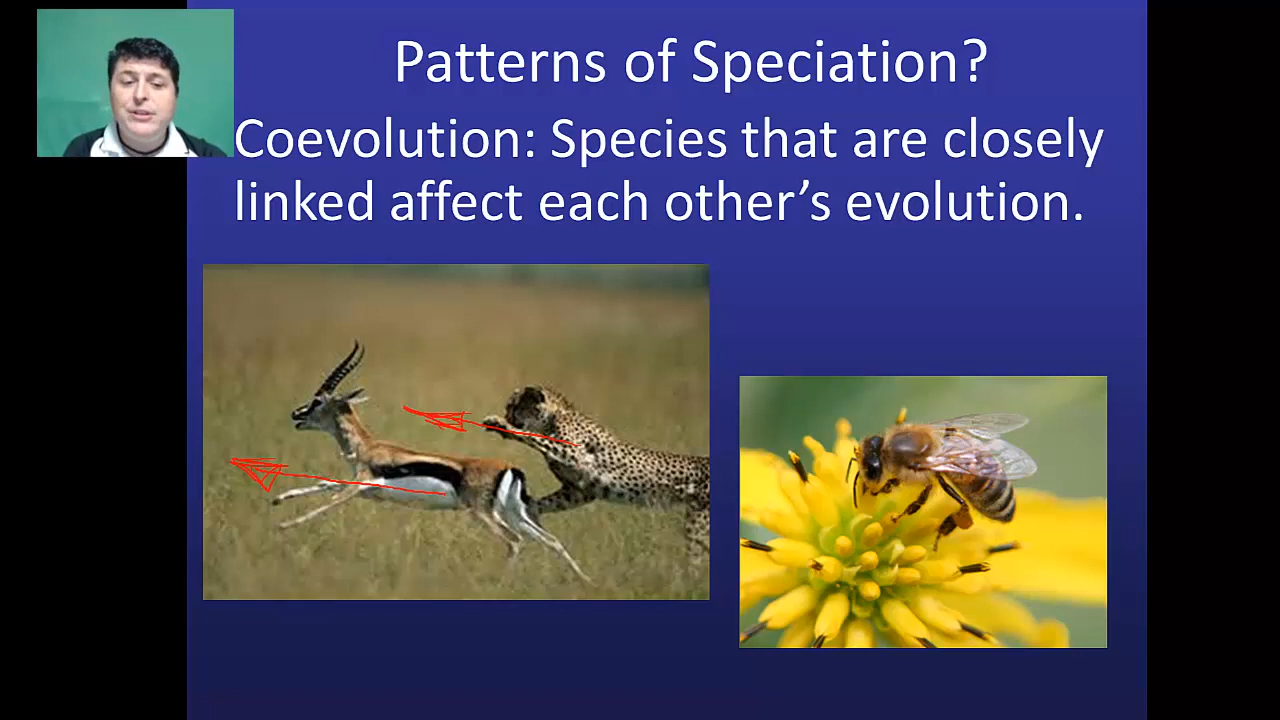 Patterns of Speciation?
Coevolution: Species that are closely
linked affect each other’s evolution.